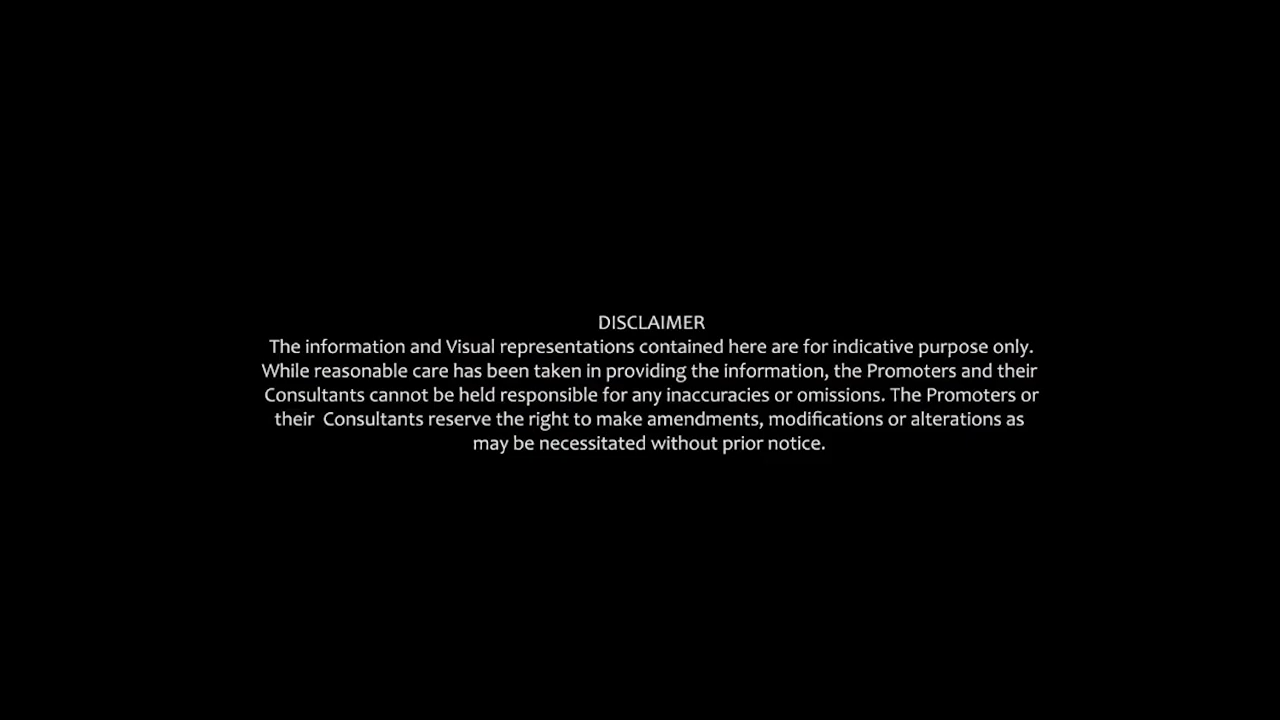 DISCLAIMER
The information and Visual representations contained here are for indicative purpose only.
While reasonable care has been taken in providing the information, the Promoters and their
Consultants cannot be held responsible for any inaccuracies or omissions. The Promoters or
their  Consultants reserve the right to make amendments, modifications or alterations as
may be necessitated without prior notice.